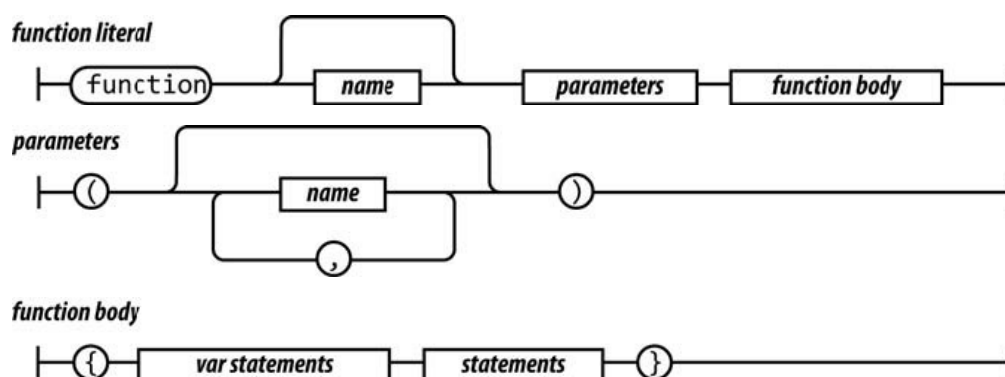 function literal
function name parameters function body
parameters
( name )
,
function body
{ var statements statements }